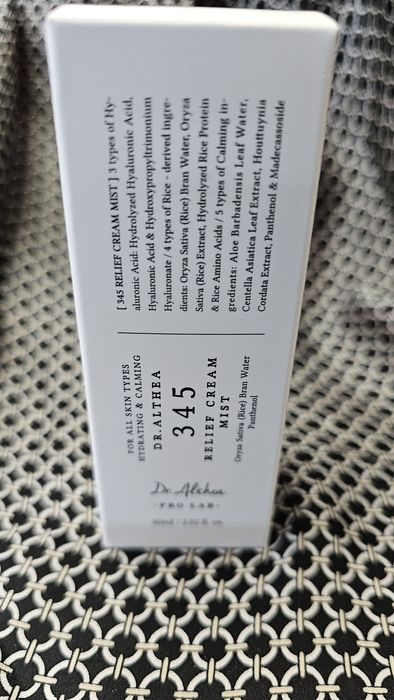 [ 345 RELIEF CREAM MIST ] 3 types of Hy-
aluronic Acid: Hydrolyzed Hyaluronic Acid,
Hyaluronic Acid & Hydroxypropyltrimonium
Hyaluronate / 4 types of Rice - derived ingre-
dients: Oryza Sativa (Rice) Bran Water, Oryza
Sativa (Rice) Extract, Hydrolyzed Rice Protein
& Rice Amino Acids / 5 types of Calming in-
gredients: Aloe Barbadensis Leaf Water,
Centella Asiatica Leaf Extract, Houttuynia
Cordata Extract, Panthenol & Madecassoside
FOR ALL SKIN TYPES
HYDRATING & CALMING
DR.ALTHEA
345
RELIEF CREAM
MIST
Oryza Sativa (Rice) Bran Water
Panthenol
Dr. Althea
- PRO LAB -
60ml / 2.02 fl. oz.